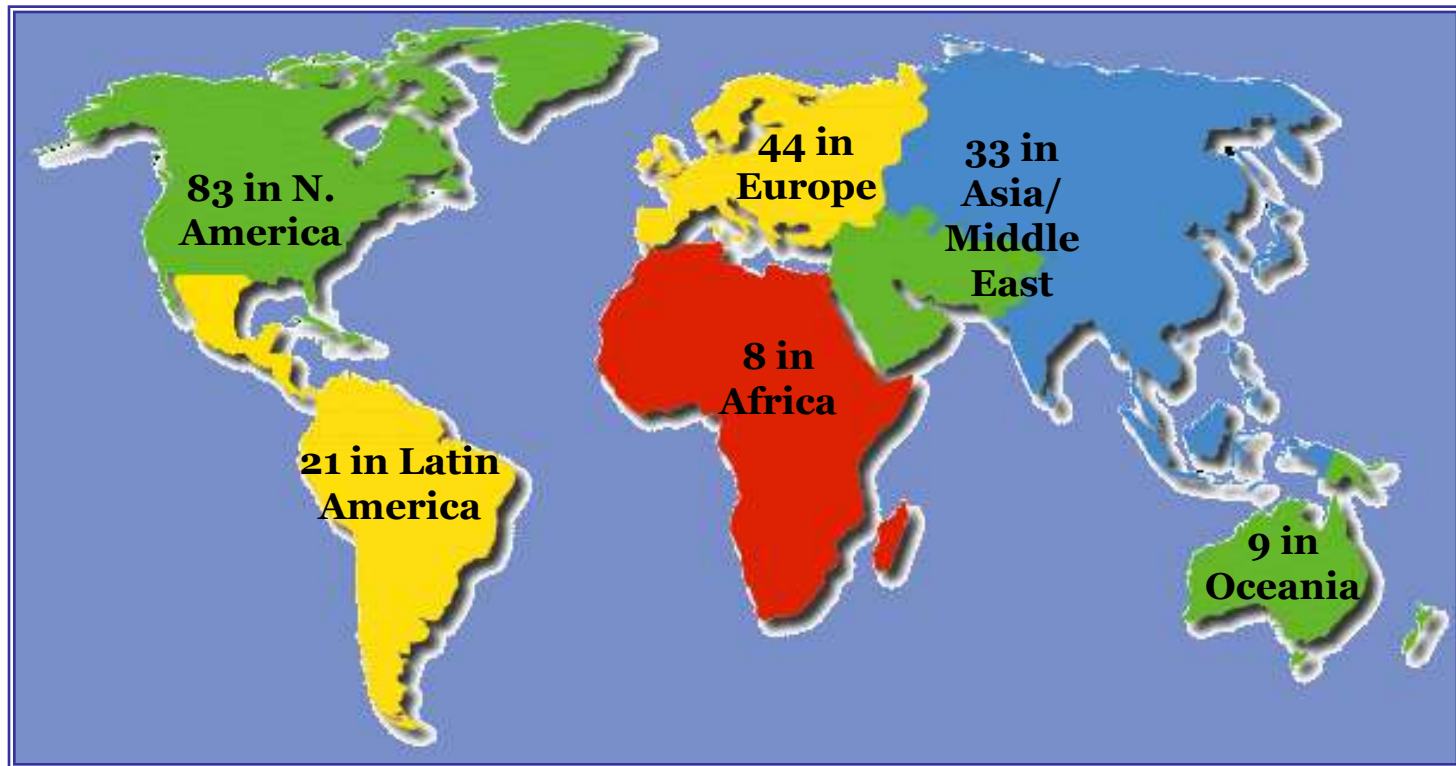 83 in N.
America
44 in
Europe
33 in
Asia/
Middle
East
8 in
Africa
21 in Latin
America
9 in
Oceania